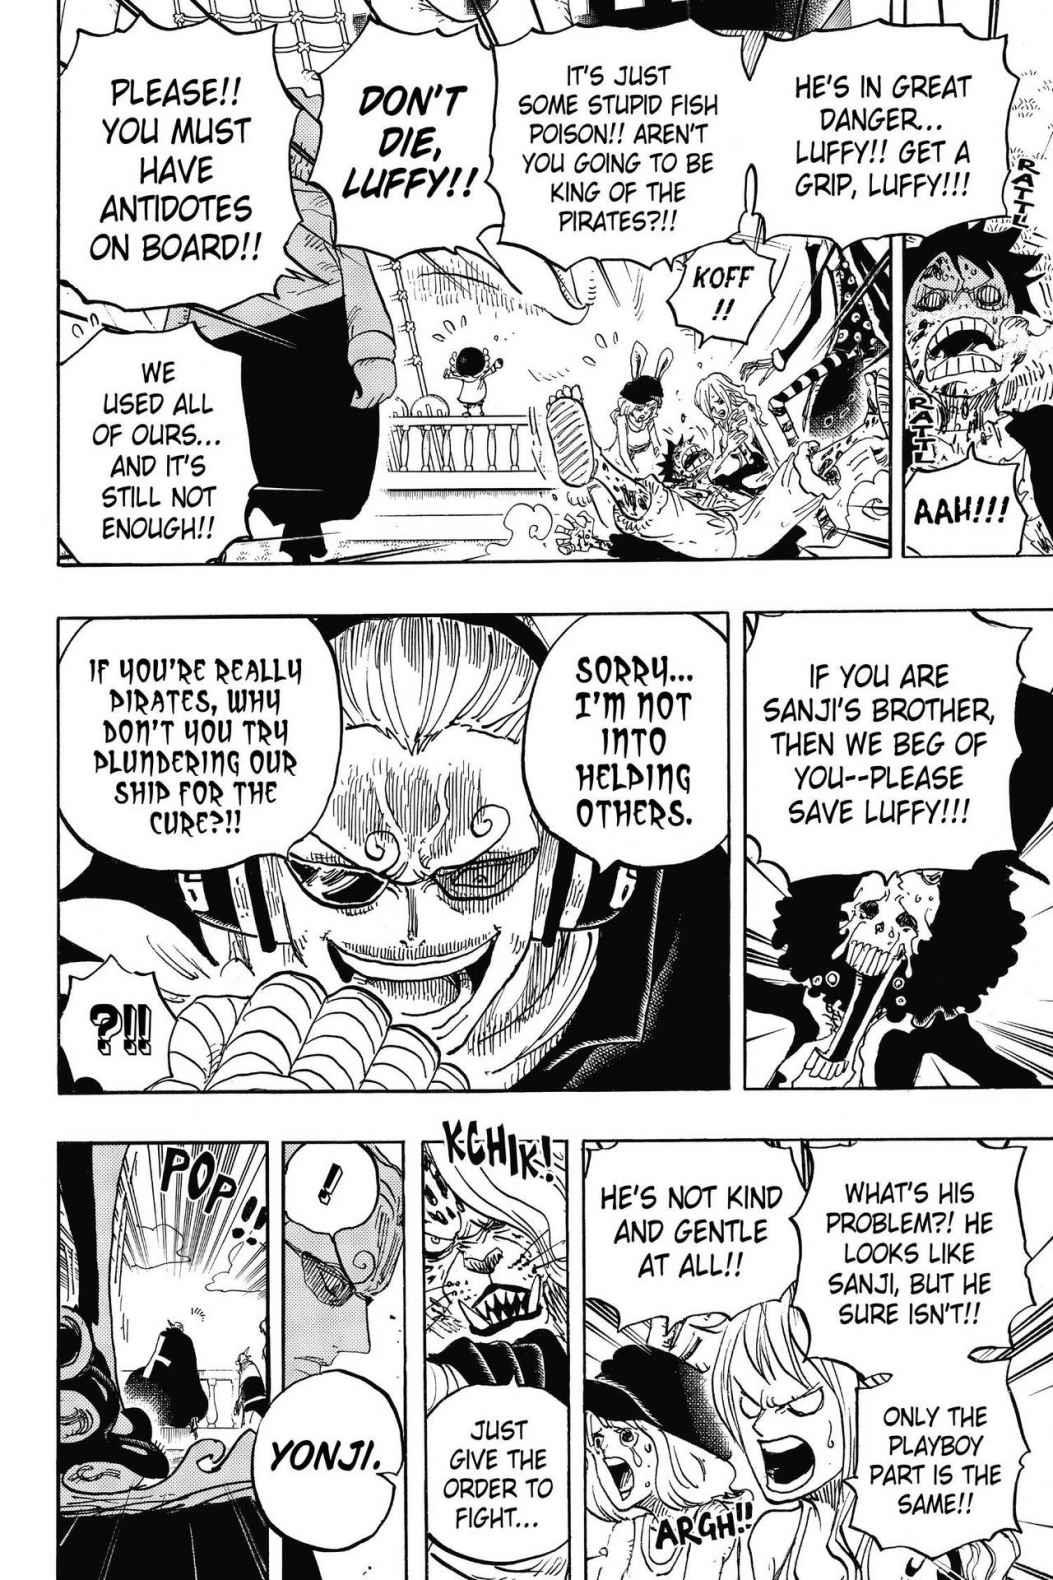 HE'S IN GREAT
DANGER...
LUFFY!! GET A
GRIP, LUFFY!!!
IT'S JUST
SOME STUPID FISH
POISON!! AREN'T
YOU GOING TO BE
KING OF THE
PIRATES?!!
DON'T
DIE,
LUFFY!!
PLEASE!!
YOU MUST
HAVE
ANTIDOTES
ON BOARD!!
WE
USED ALL
OF OURS...
AND IT'S
STILL NOT
ENOUGH!!
KOFF
!!
RATTL
RATTL
AAH!!!
IF YOU ARE
SANJI'S BROTHER,
THEN WE BEG OF
YOU--PLEASE
SAVE LUFFY!!!
SORRY...
I'M NOT
INTO
HELPING
OTHERS.
IF YOU'RE REALLY
PIRATES, WHY
DON'T YOU TRY
PLUNDERING OUR
SHIP FOR THE
CURE?!!
?!!
WHAT'S HIS
PROBLEM?! HE
LOOKS LIKE
SANJI, BUT HE
SURE ISN'T!!
HE'S NOT KIND
AND GENTLE
AT ALL!!
ONLY THE
PLAYBOY
PART IS THE
SAME!!
ARGH!!
KCHIK!
JUST
GIVE THE
ORDER TO
FIGHT...
!
YONJI.
POP!!